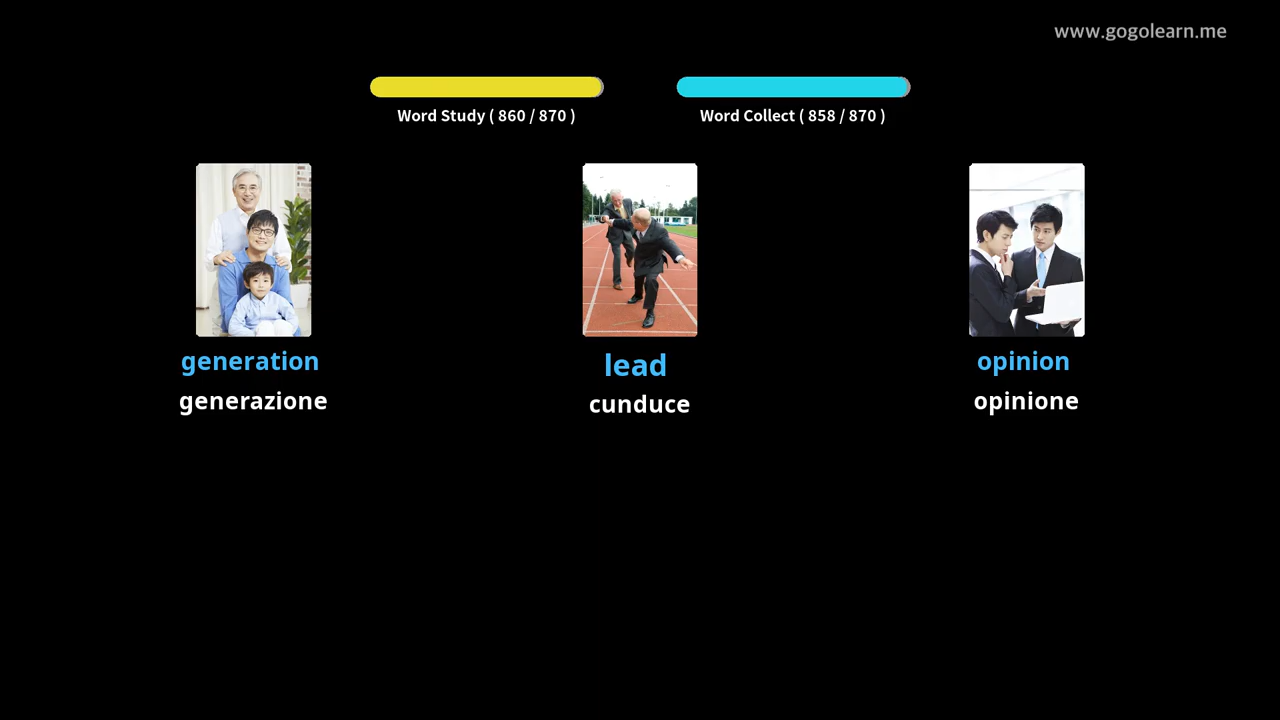 www.gogolearn.me
Word Study ( 860 / 870 )
Word Collect ( 858 / 870 )
generation
lead
opinion
generazione
cunduce
opinione